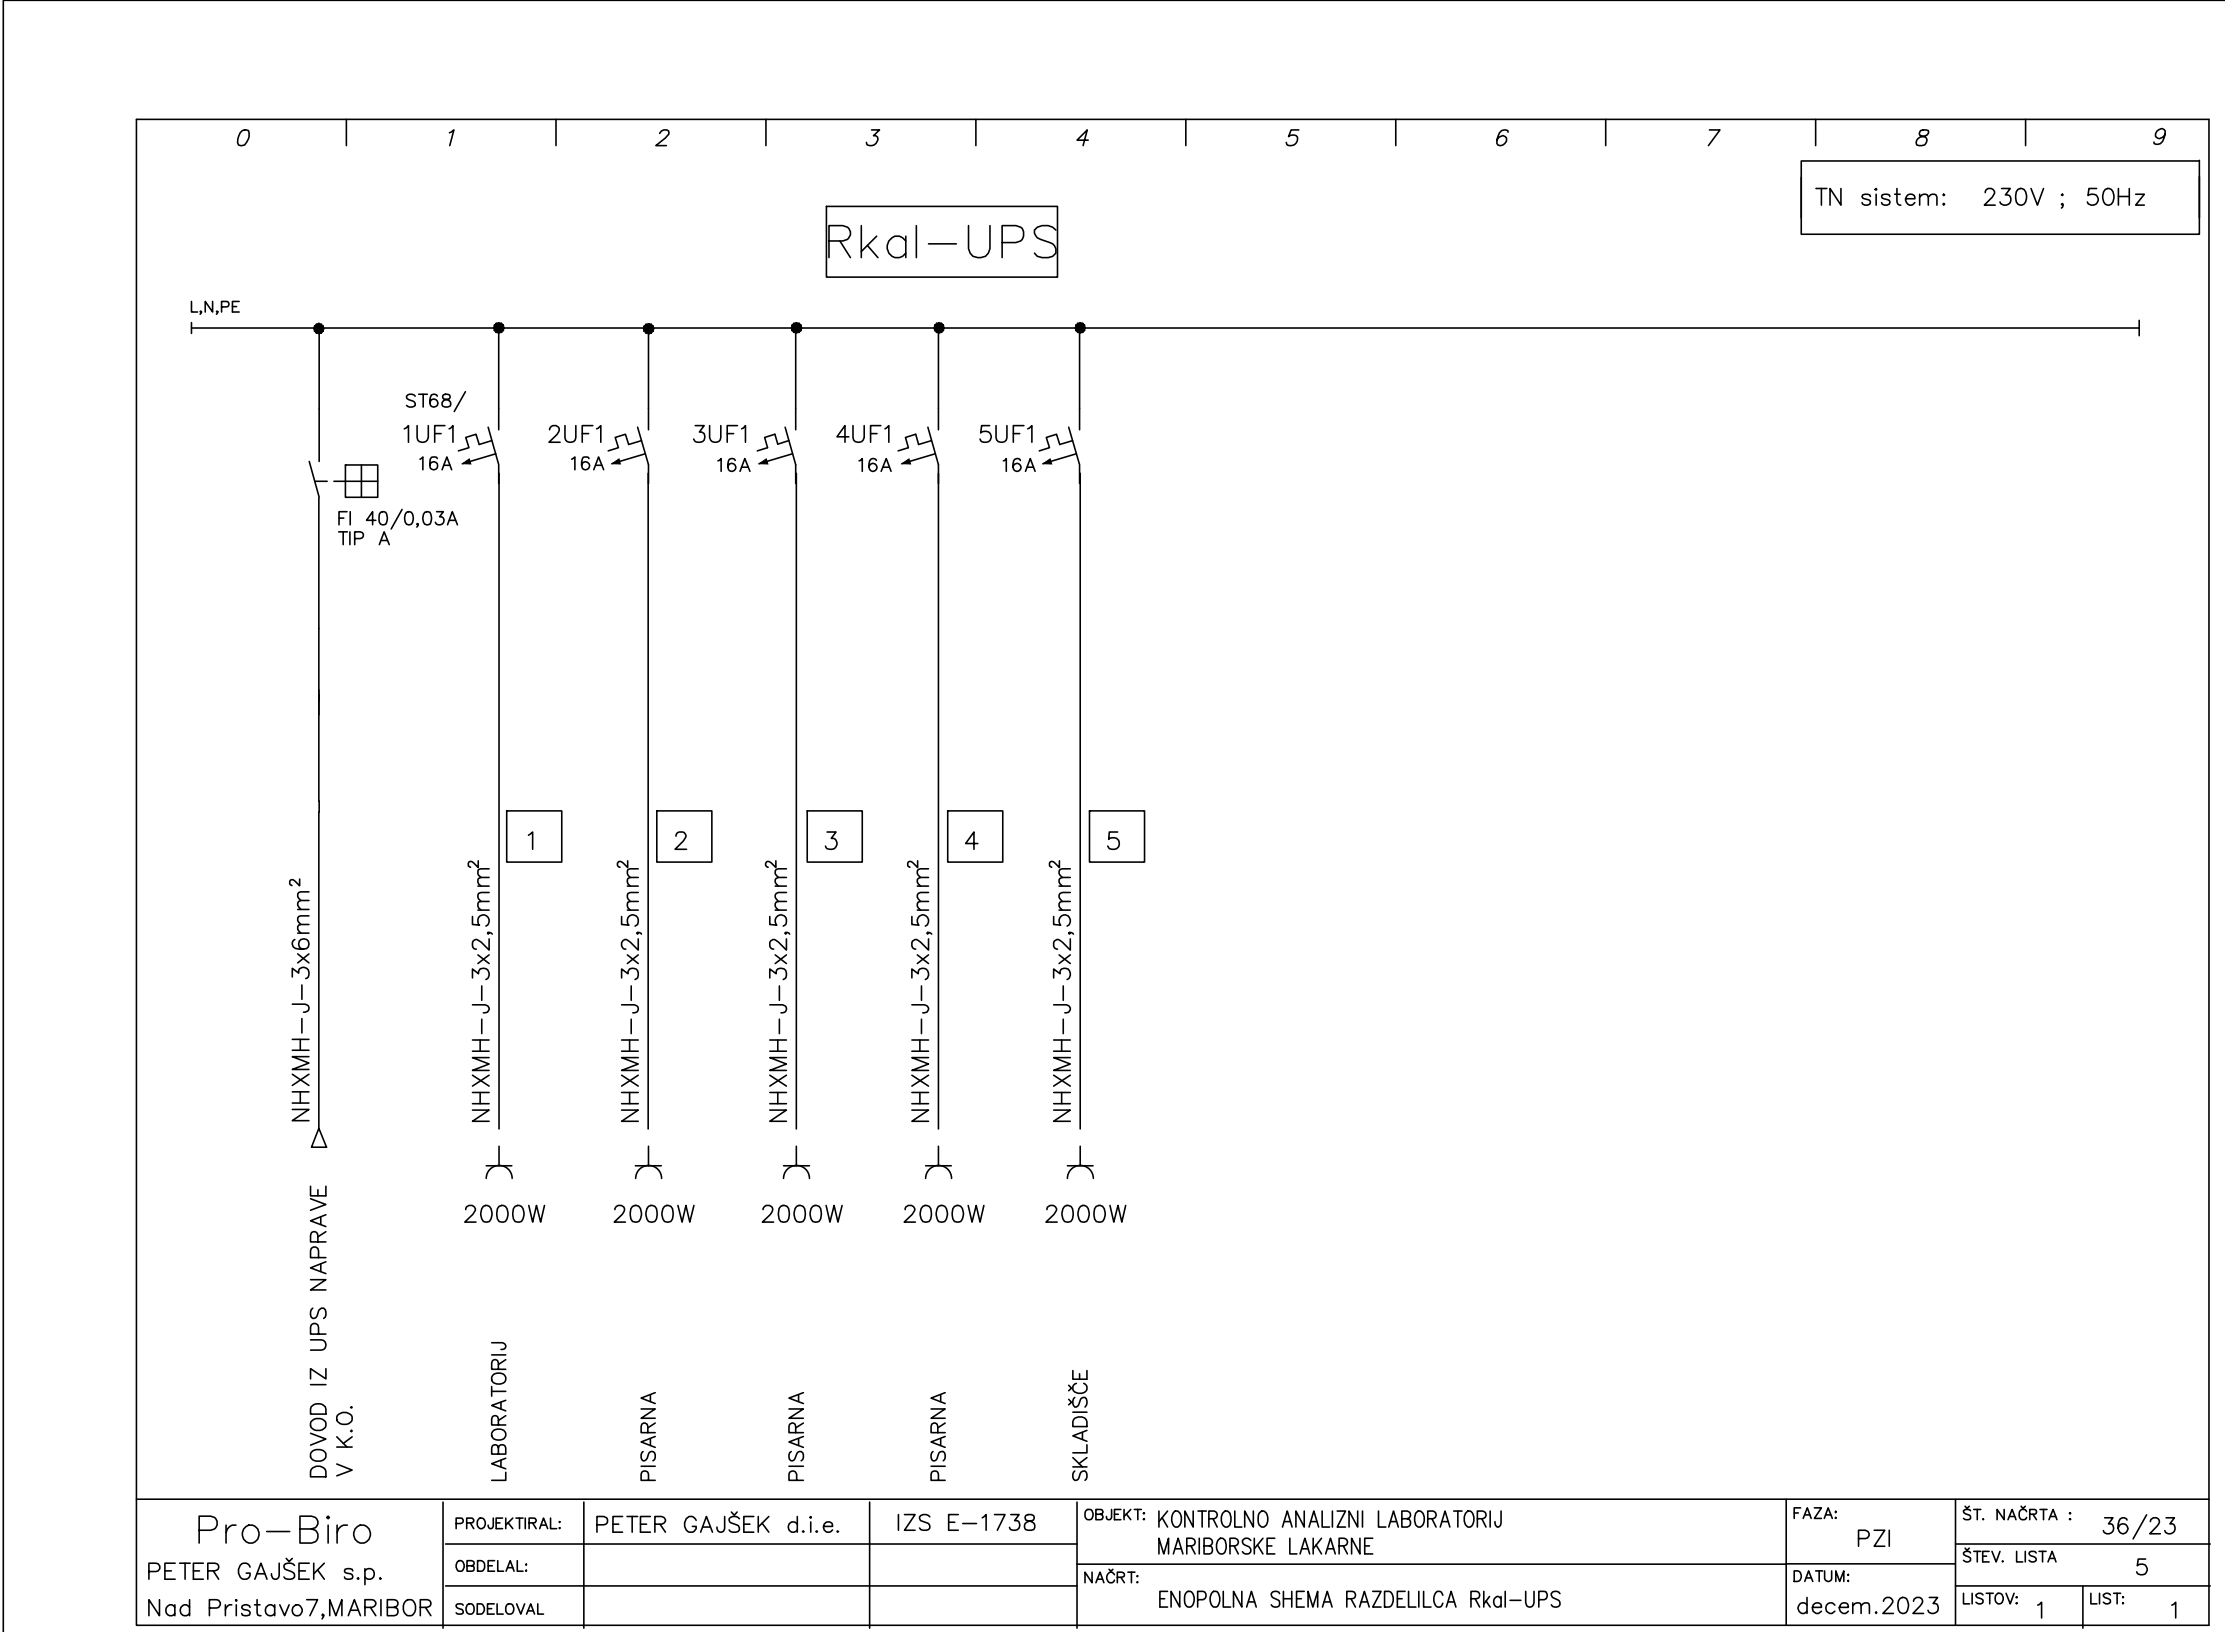 0 1 2 3 4 5 6 7 8 9
TN sistem: 230V ; 50Hz
Rkal-UPS
L,N,PE
ST68/
1UF1 2UF1 3UF1 4UF1 5UF1
16A 16A 16A 16A 16A
FI 40/0,03A
TIP A
1 2 3 4 5
NHXMH-J-3x6mm²
NHXMH-J-3x2,5mm²
NHXMH-J-3x2,5mm²
NHXMH-J-3x2,5mm²
NHXMH-J-3x2,5mm²
NHXMH-J-3x2,5mm²
2000W 2000W 2000W 2000W 2000W
DOVOD IZ UPS NAPRAVE
V K.O.
LABORATORIJ
PISARNA
PISARNA
PISARNA
SKLADIŠČE
Pro-Biro
PETER GAJŠEK s.p.
Nad Pristavo7,MARIBOR
PROJEKTIRAL: PETER GAJŠEK d.i.e. IZS E-1738
OBDELAL:
SODELOVAL
OBJEKT: KONTROLNO ANALIZNI LABORATORIJ
MARIBORSKE LAKARNE
NAČRT:
ENOPOLNA SHEMA RAZDELILCA Rkal-UPS
FAZA:
PZI
DATUM:
decem.2023
ŠT. NAČRTA : 36/23
ŠTEV. LISTA 5
LISTOV: 1 LIST: 1